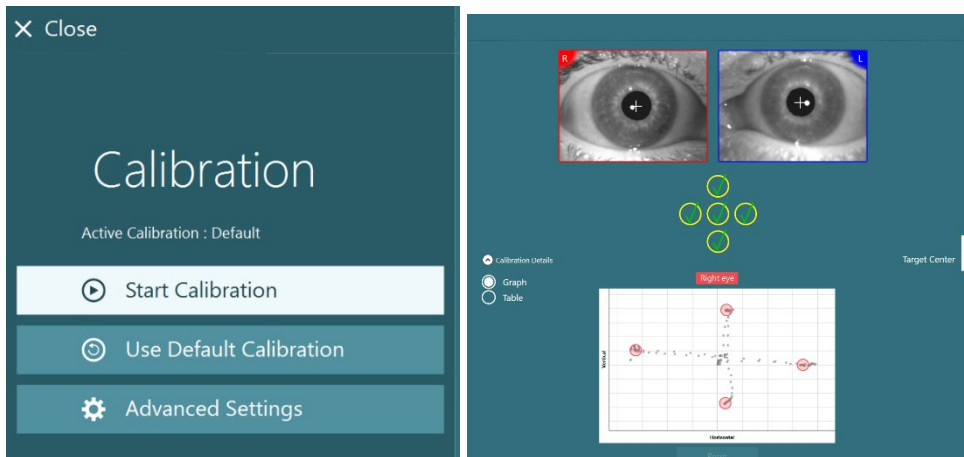 Close
Calibration
Active Calibration : Default
Start Calibration
Use Default Calibration
Advanced Settings
R
L
Calibration Details
Target Center
Graph
Table
Right eye
Vertical
Horizontal